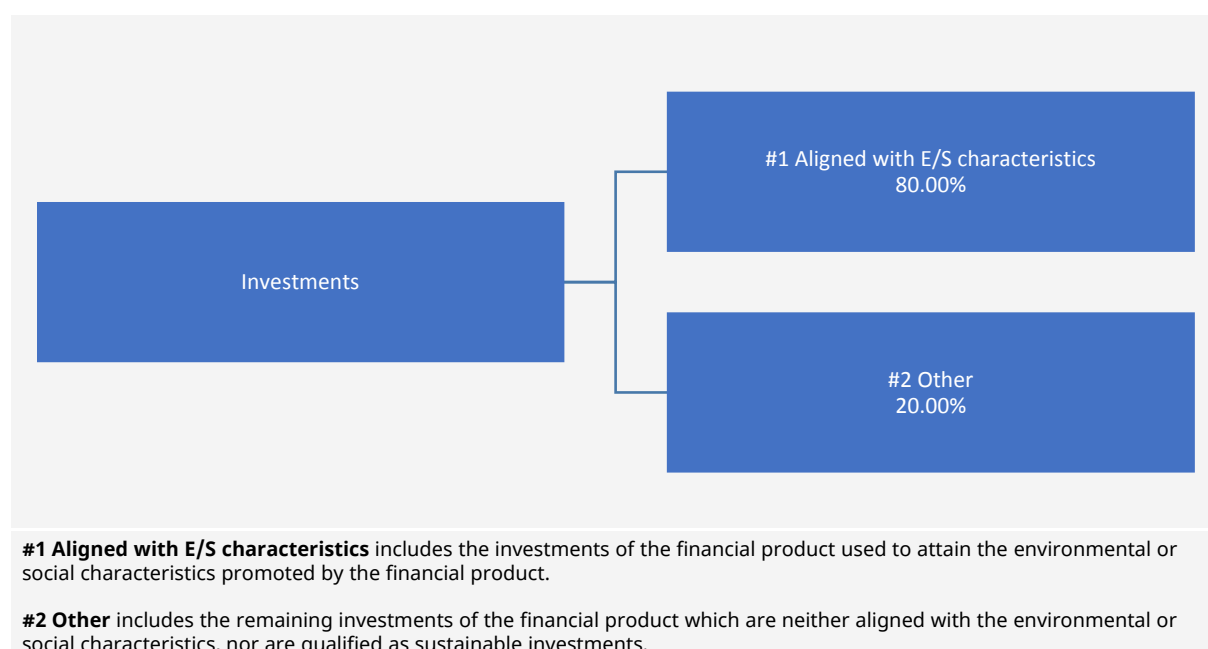 Investments
#1 Aligned with E/S characteristics
80.00%
#2 Other
20.00%
#1 Aligned with E/S characteristics includes the investments of the financial product used to attain the environmental or
social characteristics promoted by the financial product.
#2 Other includes the remaining investments of the financial product which are neither aligned with the environmental or
social characteristics, nor are qualified as sustainable investments.